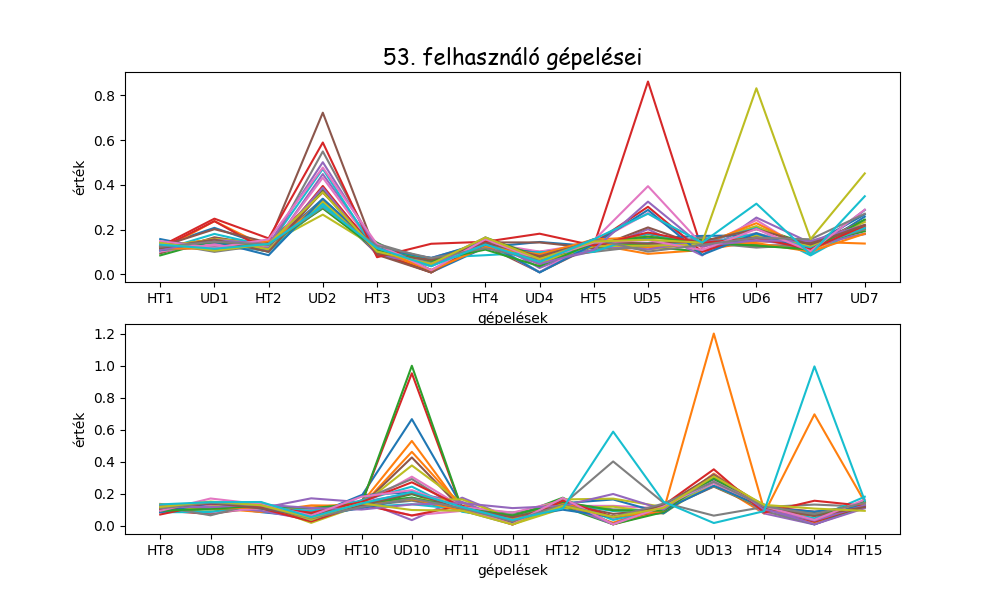 53. felhasználó gépelései
0.8
0.6
0.4
0.2
0.0
érték
HT1 UD1 HT2 UD2 HT3 UD3 HT4 UD4 HT5 UD5 HT6 UD6 HT7 UD7
gépelések
1.2
1.0
0.8
0.6
0.4
0.2
0.0
érték
HT8 UD8 HT9 UD9 HT10 UD10 HT11 UD11 HT12 UD12 HT13 UD13 HT14 UD14 HT15
gépelések